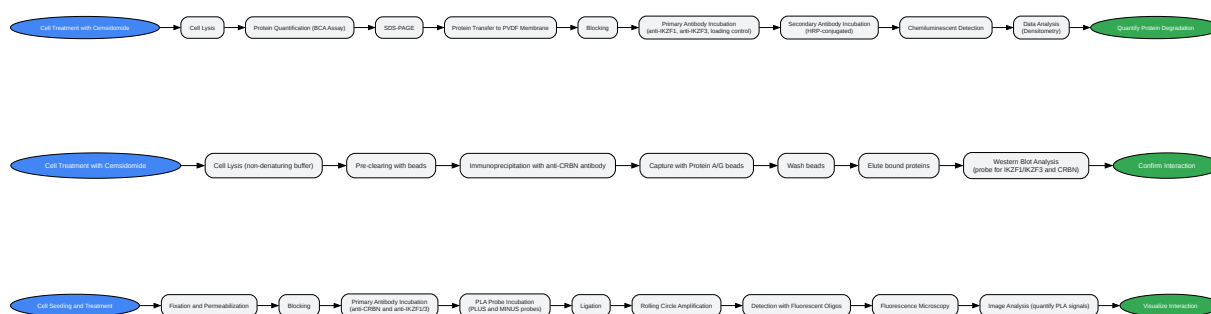 Cell Treatment with Cemsidomide
Cell Lysis
Protein Quantification (BCA Assay)
SDS-PAGE
Protein Transfer to PVDF Membrane
Blocking
Primary Antibody Incubation
(anti-IKZF1, anti-IKZF3, loading control)
Secondary Antibody Incubation
(HRP-conjugated)
Chemiluminescent Detection
Data Analysis
(Densitometry)
Quantify Protein Degradation
Cell Treatment with Cemsidomide
Cell Lysis (non-denaturing buffer)
Pre-clearing with beads
Immunoprecipitation with anti-CRBN antibody
Capture with Protein A/G beads
Wash beads
Elute bound proteins
Western Blot Analysis
(probe for IKZF1/IKZF3 and CRBN)
Confirm Interaction
Cell Seeding and Treatment
Fixation and Permeabilization
Blocking
Primary Antibody Incubation
(anti-CRBN and anti-IKZF1/3)
PLA Probe Incubation
(PLUS and MINUS probes)
Ligation
Rolling Circle Amplification
Detection with Fluorescent Oligos
Fluorescence Microscopy
Image Analysis (quantify PLA signals)
Visualize Interaction